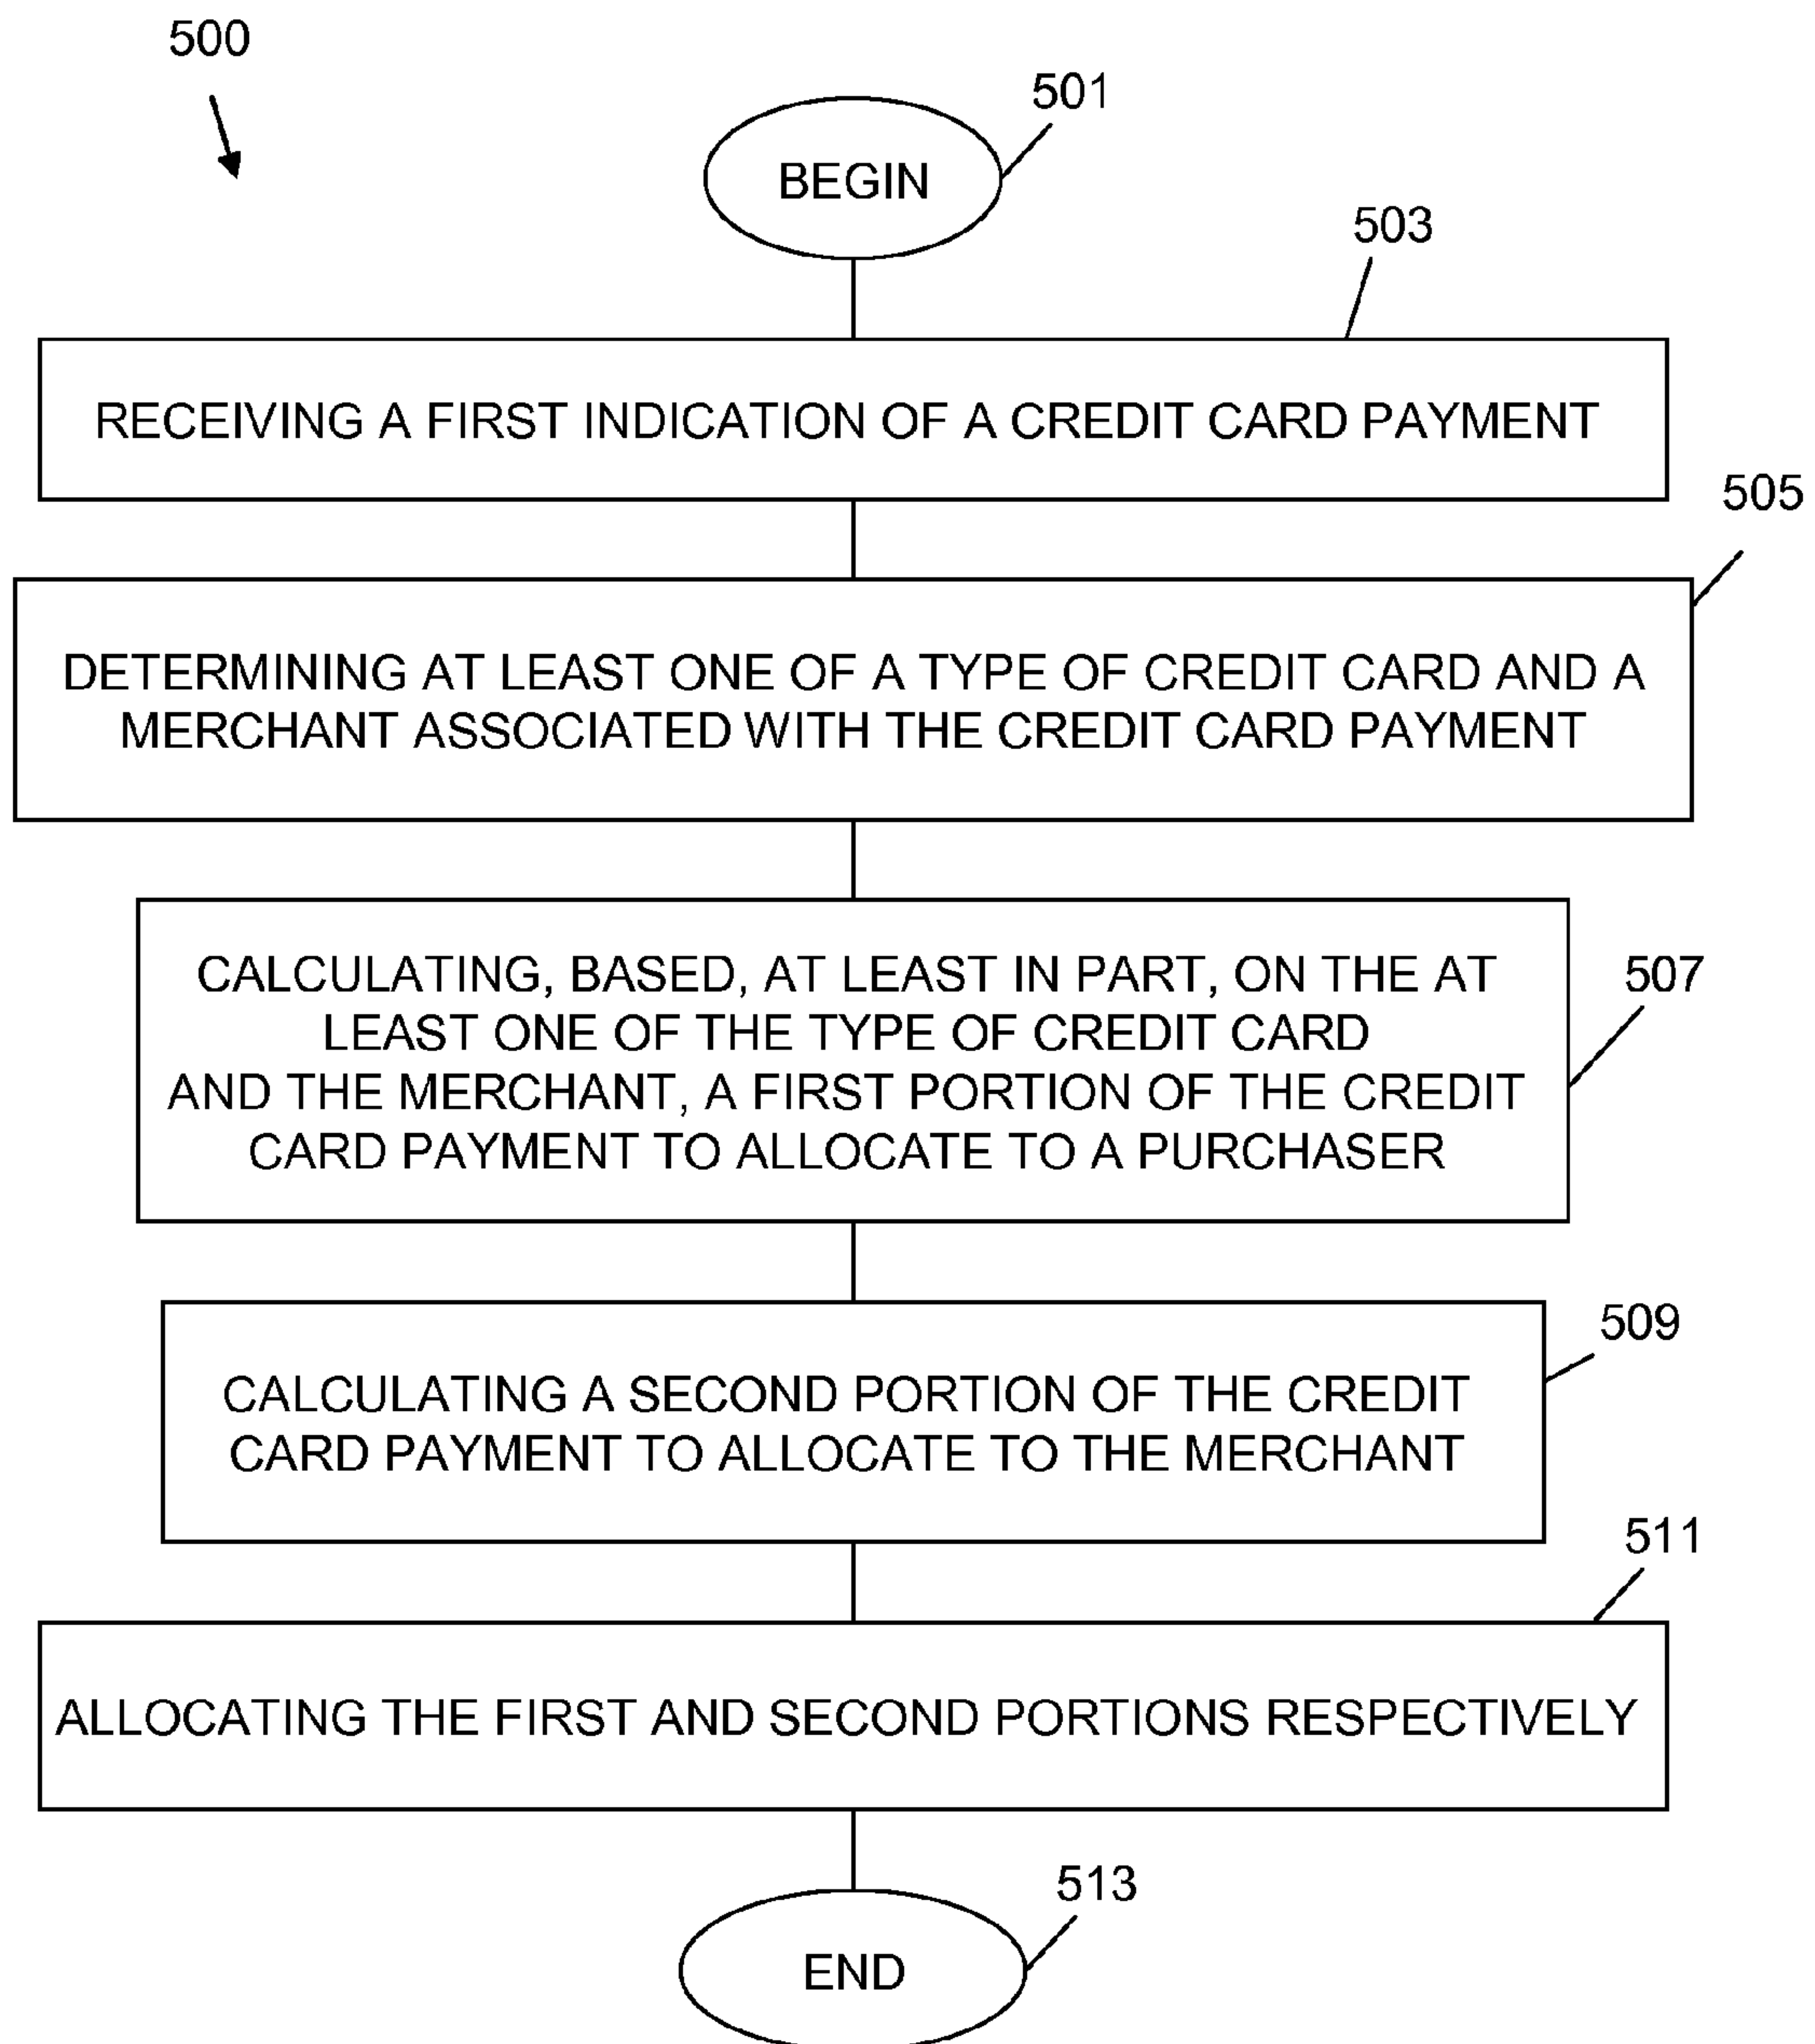 500
501
BEGIN
503
RECEIVING A FIRST INDICATION OF A CREDIT CARD PAYMENT
505
DETERMINING AT LEAST ONE OF A TYPE OF CREDIT CARD AND A
MERCHANT ASSOCIATED WITH THE CREDIT CARD PAYMENT
507
CALCULATING, BASED, AT LEAST IN PART, ON THE AT
LEAST ONE OF THE TYPE OF CREDIT CARD
AND THE MERCHANT, A FIRST PORTION OF THE CREDIT
CARD PAYMENT TO ALLOCATE TO A PURCHASER
509
CALCULATING A SECOND PORTION OF THE CREDIT
CARD PAYMENT TO ALLOCATE TO THE MERCHANT
511
ALLOCATING THE FIRST AND SECOND PORTIONS RESPECTIVELY
513
END